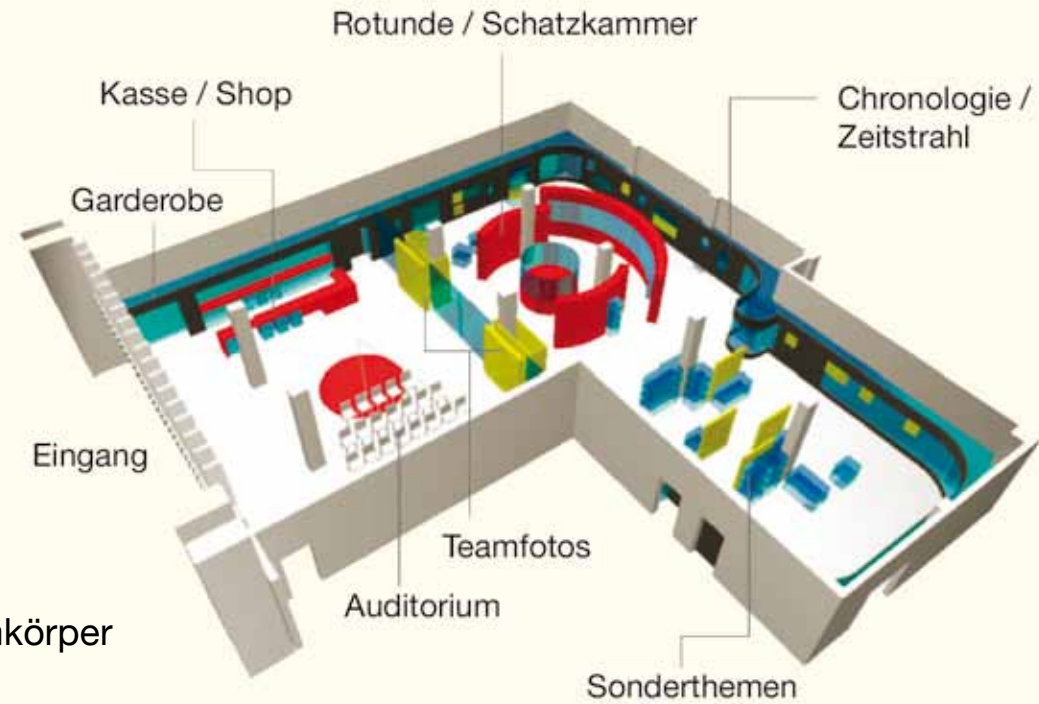 Rotunde / Schatzkammer
Kasse / Shop
Chronologie /
Zeitstrahl
Garderobe
Eingang
Teamfotos
Auditorium
Sonderthemen